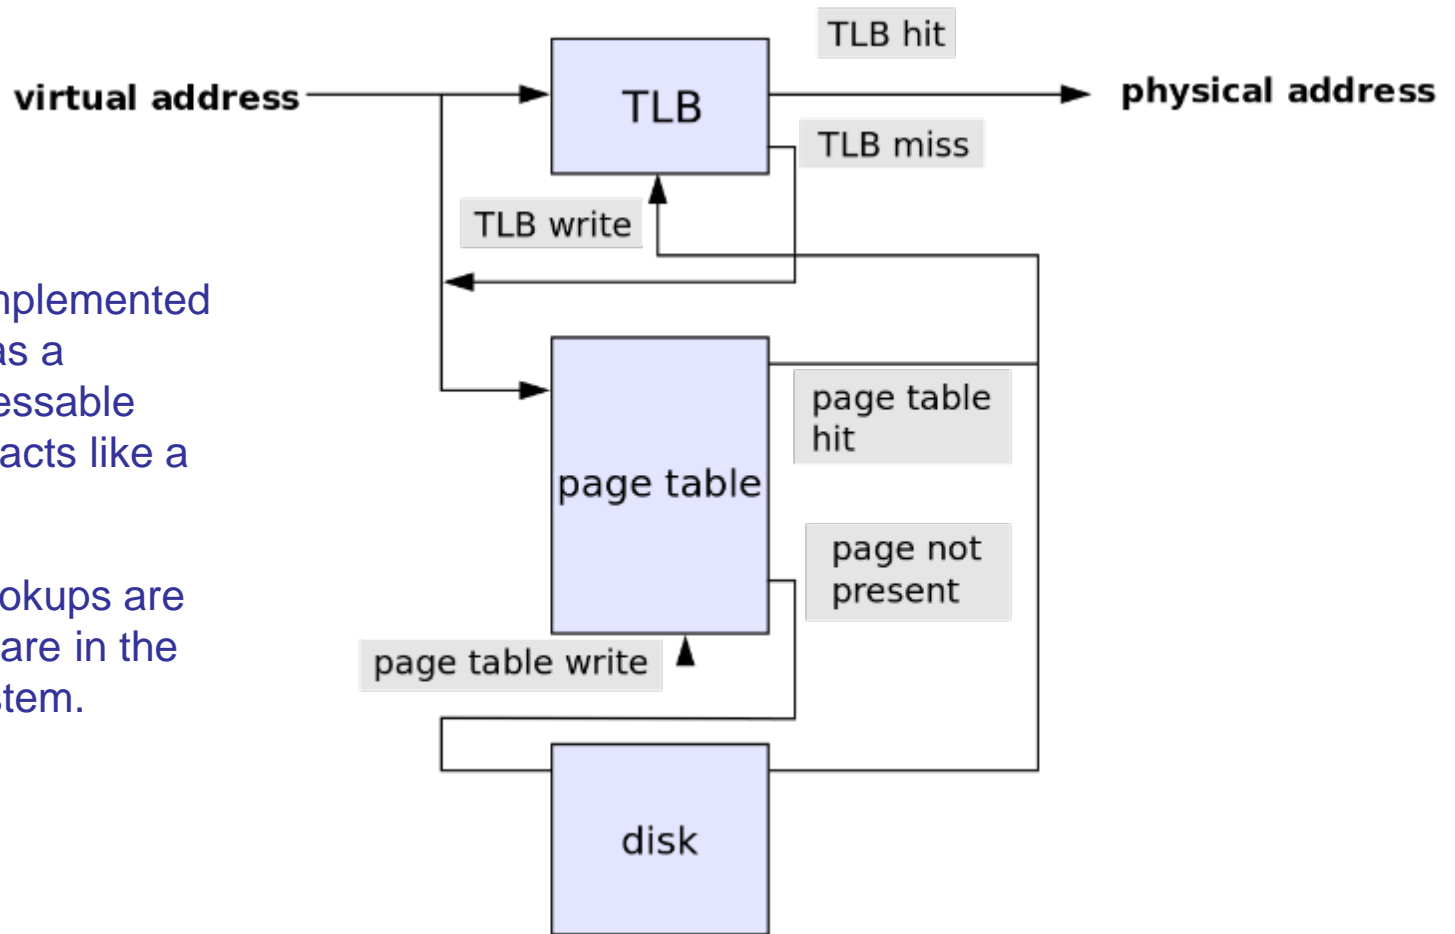 TLB hit
virtual address
TLB
physical address
TLB miss
TLB write
nplemented
as a
essable
acts like a
page table
hit
page table
page not
present
okups are
are in the
page table write
stem.
disk